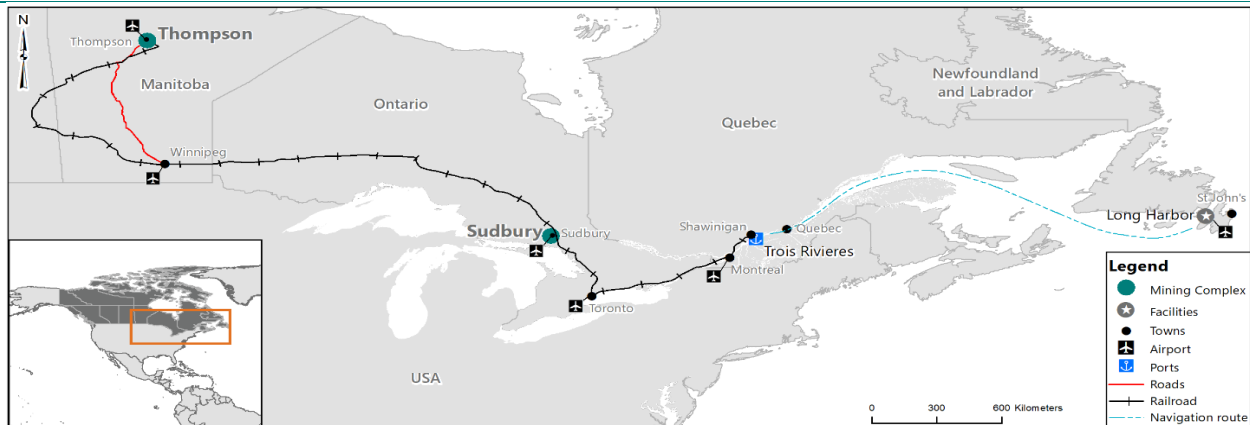 N
Thompson
Thompson
Manitoba
Ontario
Newfoundland
and Labrador
Quebec
Winnipeg
St John's
Long Harbor
Shawinigan
Quebec
Sudbury
Sudbury
Trois Rivieres
Montreal
Toronto
USA
Legend
Mining Complex
Facilities
Towns
Airport
Ports
Roads
Railroad
Navigation route
0 300 600 Kilometers